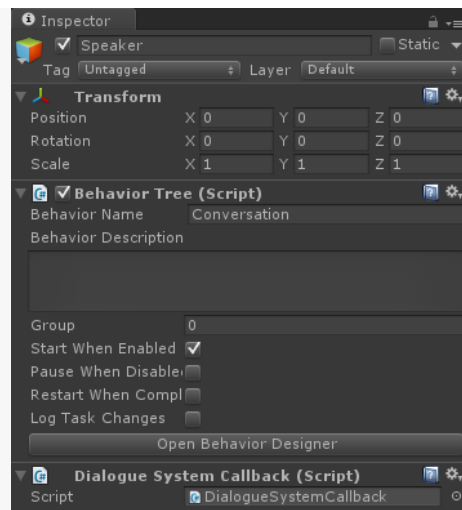 Inspector
Speaker Static
Tag Untagged Layer Default
Transform
Position X 0 Y 0 Z 0
Rotation X 0 Y 0 Z 0
Scale X 1 Y 1 Z 1
Behavior Tree (Script)
Behavior Name Conversation
Behavior Description
Group 0
Start When Enabled
Pause When Disable
Restart When Compl
Log Task Changes
Open Behavior Designer
Dialogue System Callback (Script)
Script DialogueSystemCallback